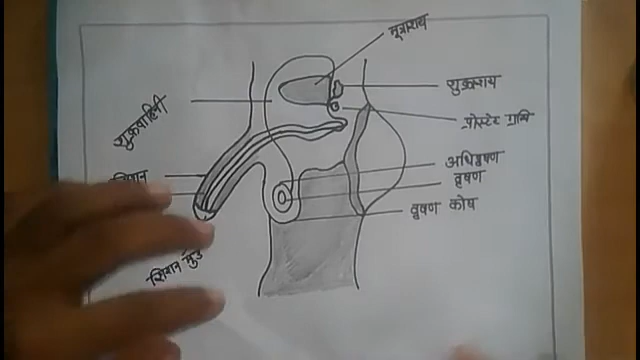 मूत्राशय
शुक्राशय
शुक्रवाहिनी
प्रोस्टेट ग्रंथि
अधिवृषण
वृषण
वृषण कोष
शिश्न मुंड